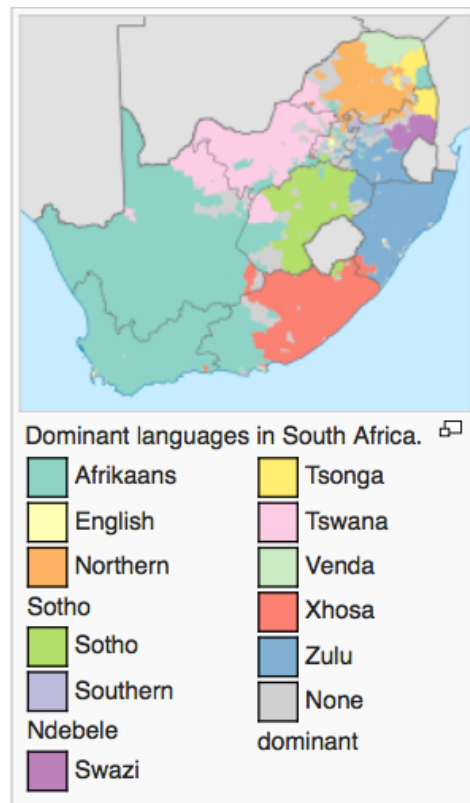 Dominant languages in South Africa.
Afrikaans
English
Northern
Sotho
Sotho
Southern
Ndebele
Swazi
Tsonga
Tswana
Venda
Xhosa
Zulu
None
dominant